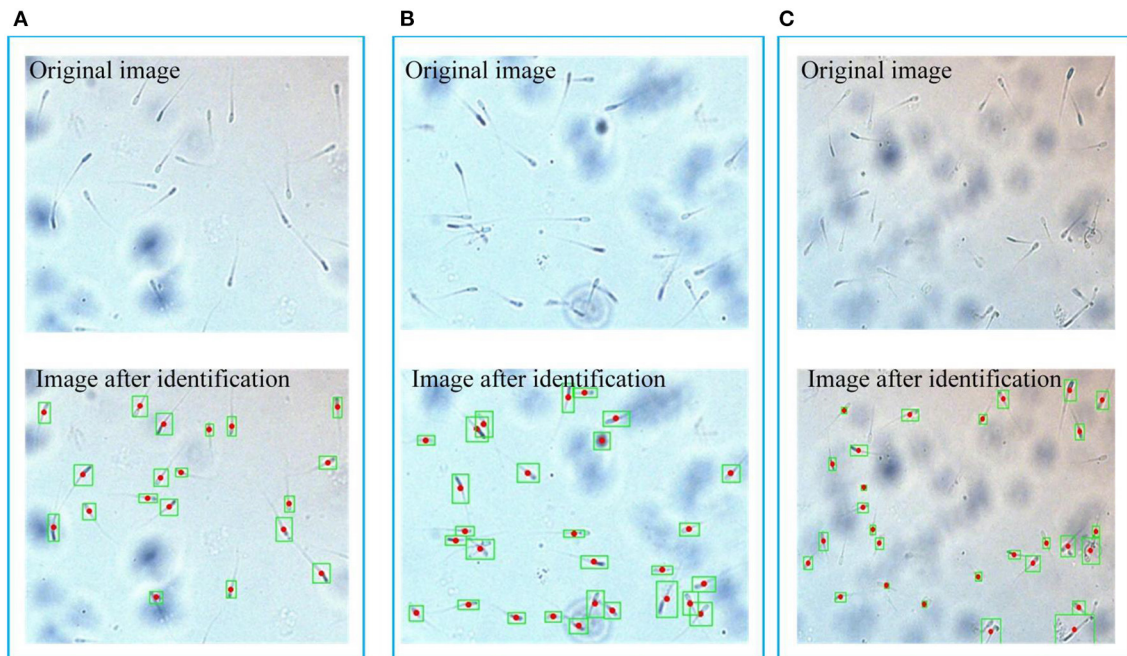 A
B
C
Original image
Original image
Original image
Image after identification
Image after identification
Image after identification